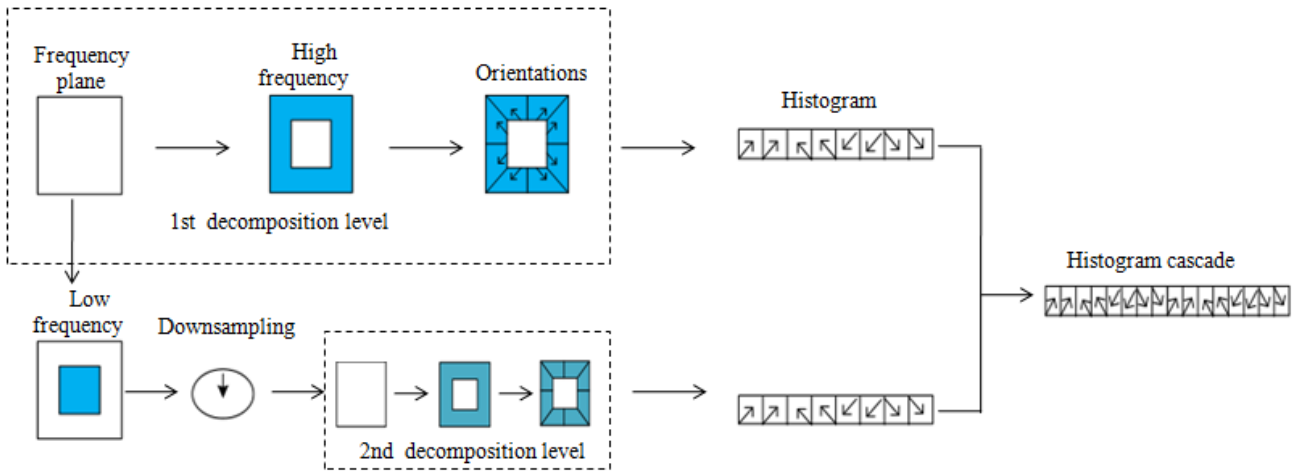 Frequency
plane
High
frequency
Orientations
1st decomposition level
Histogram
Histogram cascade
Low
frequency
Downsampling
2nd decomposition level